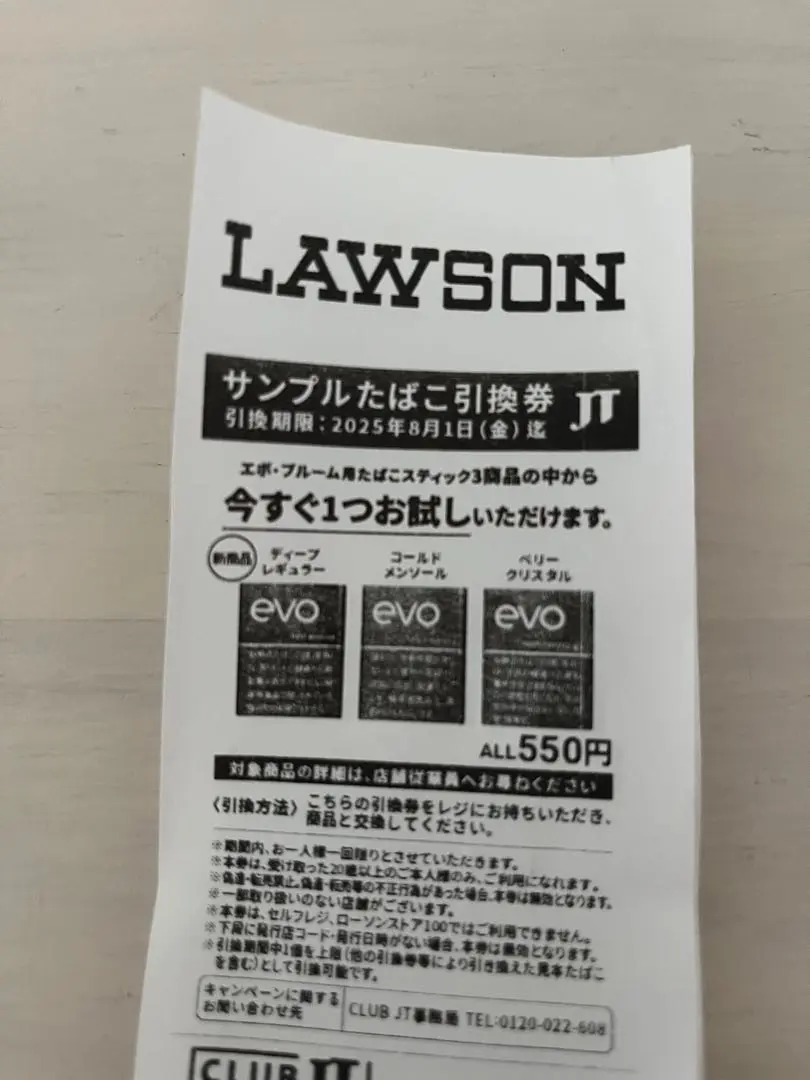 LAWSON
サンプルたばこ引換券 JT
引換期限：2025年8月1日(金)迄
エボ・プルーム用たばこスティック3商品の中から
今すぐ1つお試しいただけます。
新商品
ディープ
レギュラー
コールド
メンソール
ベリー
クリスタル
evo
evo
evo
ALL550円
対象商品の詳細は、店舗従業員へお尋ねください
〈引換方法〉こちらの引換券をレジにお持ちいただき、
商品と交換してください。
※期間内、お一人様一回限りとさせていただきます。
※本券は、受け取った20歳以上のご本人様のみ、ご利用になれます。
※偽造・転売禁止。偽造・転売等の不正行為があった場合、本券は無効となります。
※一部取り扱いのない店舗がございます。
※本券は、セルフレジ、ローソンストア100ではご利用できません。
※下段に発行店コード・発行日時がない場合、本券は無効となります。
※引換期間中1個を上限(他の引換券等により引き換えた見本たばこ
を含む)として引換可能です。
キャンペーンに関する
お問い合わせ先
CLUB JT事務局 TEL:0120-022-608
CLUB JT